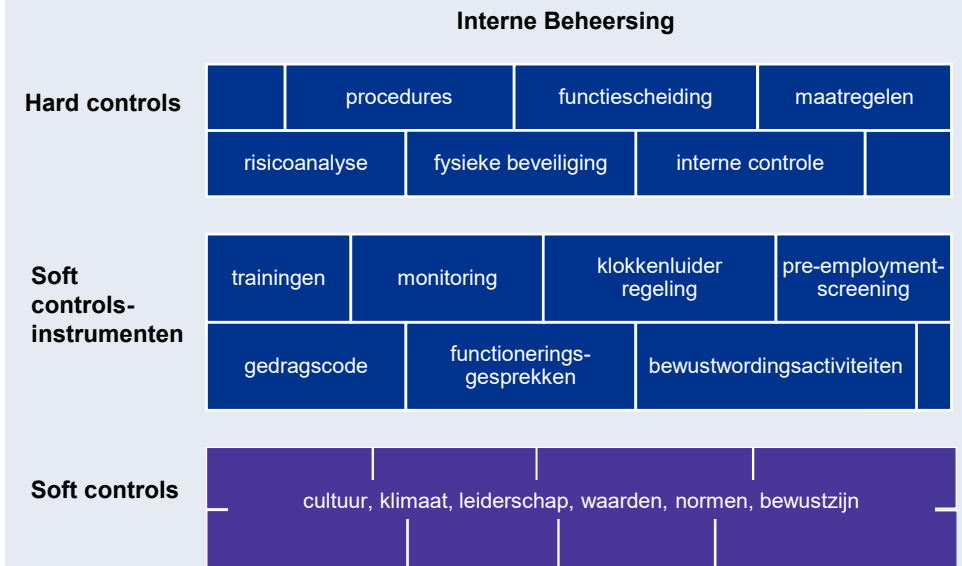 Interne Beheersing
Hard controls
procedures
functiescheiding
maatregelen
risicoanalyse
fysieke beveiliging
interne controle
Soft
controls-
instrumenten
trainingen
monitoring
klokkenluider
regeling
pre-employment-
screening
gedragscode
functionerings-
gesprekken
bewustwordingsactiviteiten
Soft controls
cultuur, klimaat, leiderschap, waarden, normen, bewustzijn